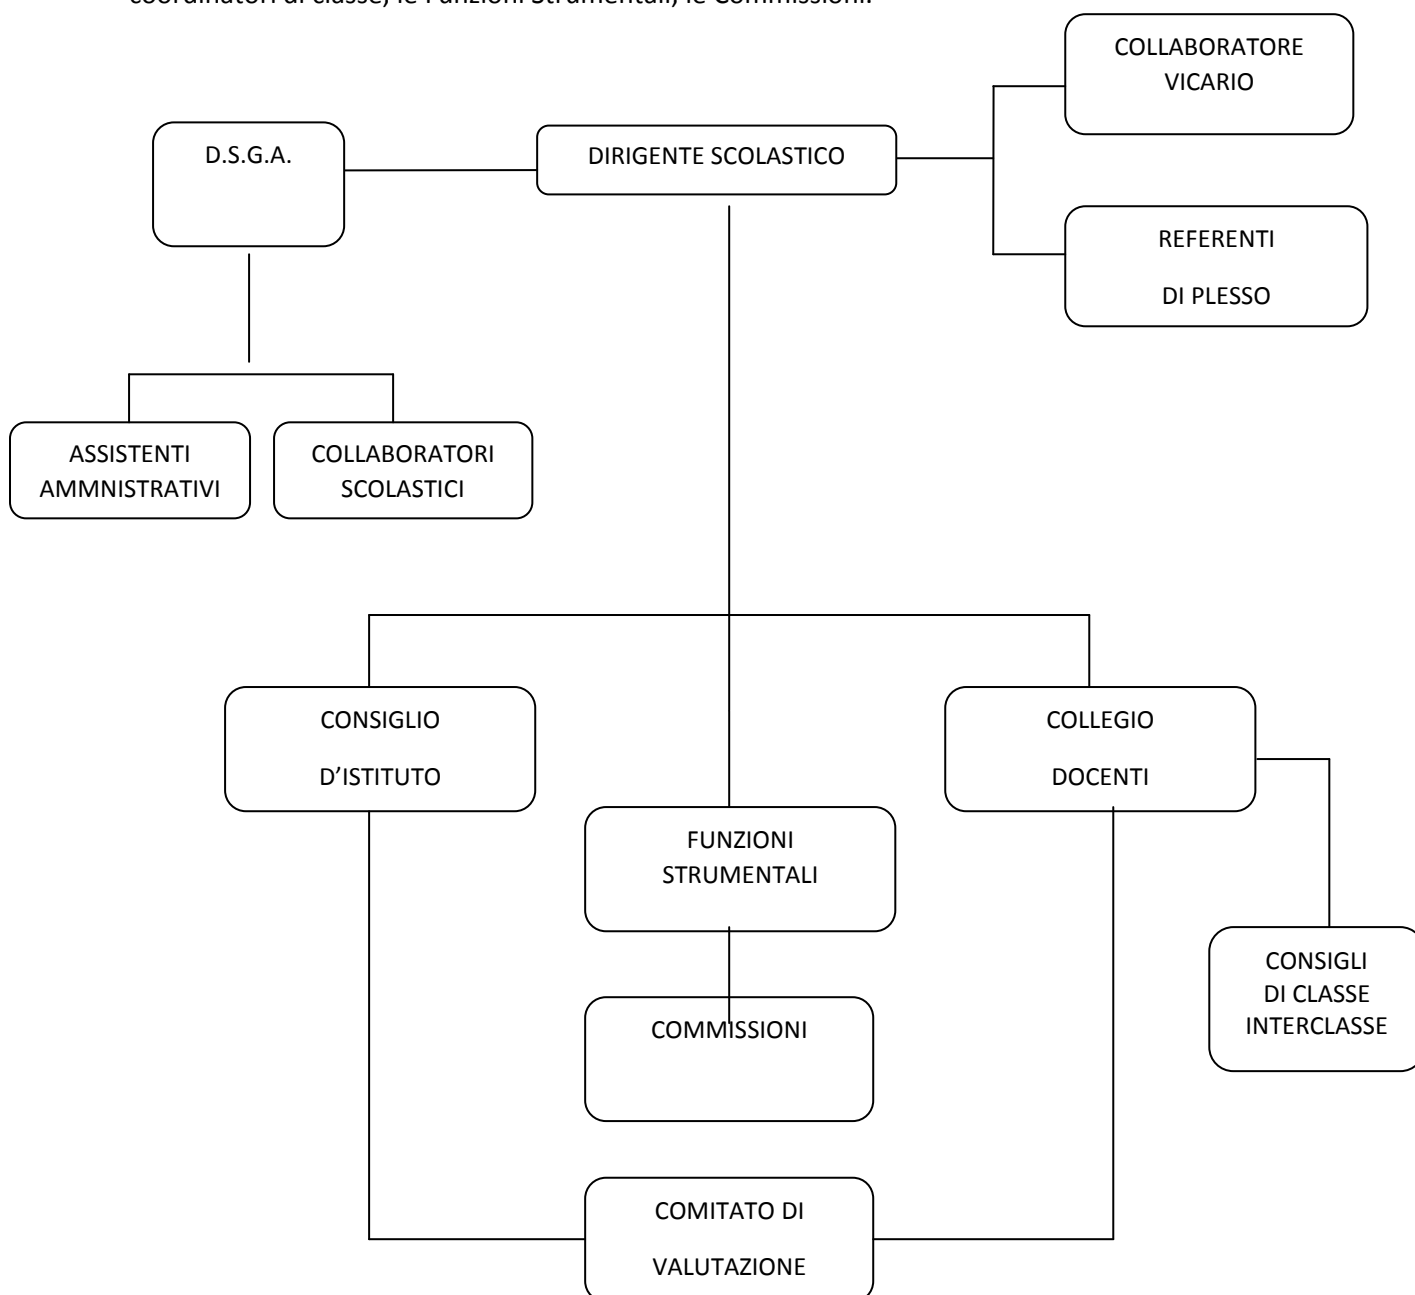 coordinatori di classe, le Funzioni Strumentali, le Commissioni.
COLLABORATORE
VICARIO
D.S.G.A.
DIRIGENTE SCOLASTICO
REFERENTI
DI PLESSO
ASSISTENTI
AMMNISTRATIVI
COLLABORATORI
SCOLASTICI
CONSIGLIO
D’ISTITUTO
COLLEGIO
DOCENTI
FUNZIONI
STRUMENTALI
CONSIGLI
DI CLASSE
INTERCLASSE
COMMISSIONI
COMITATO DI
VALUTAZIONE